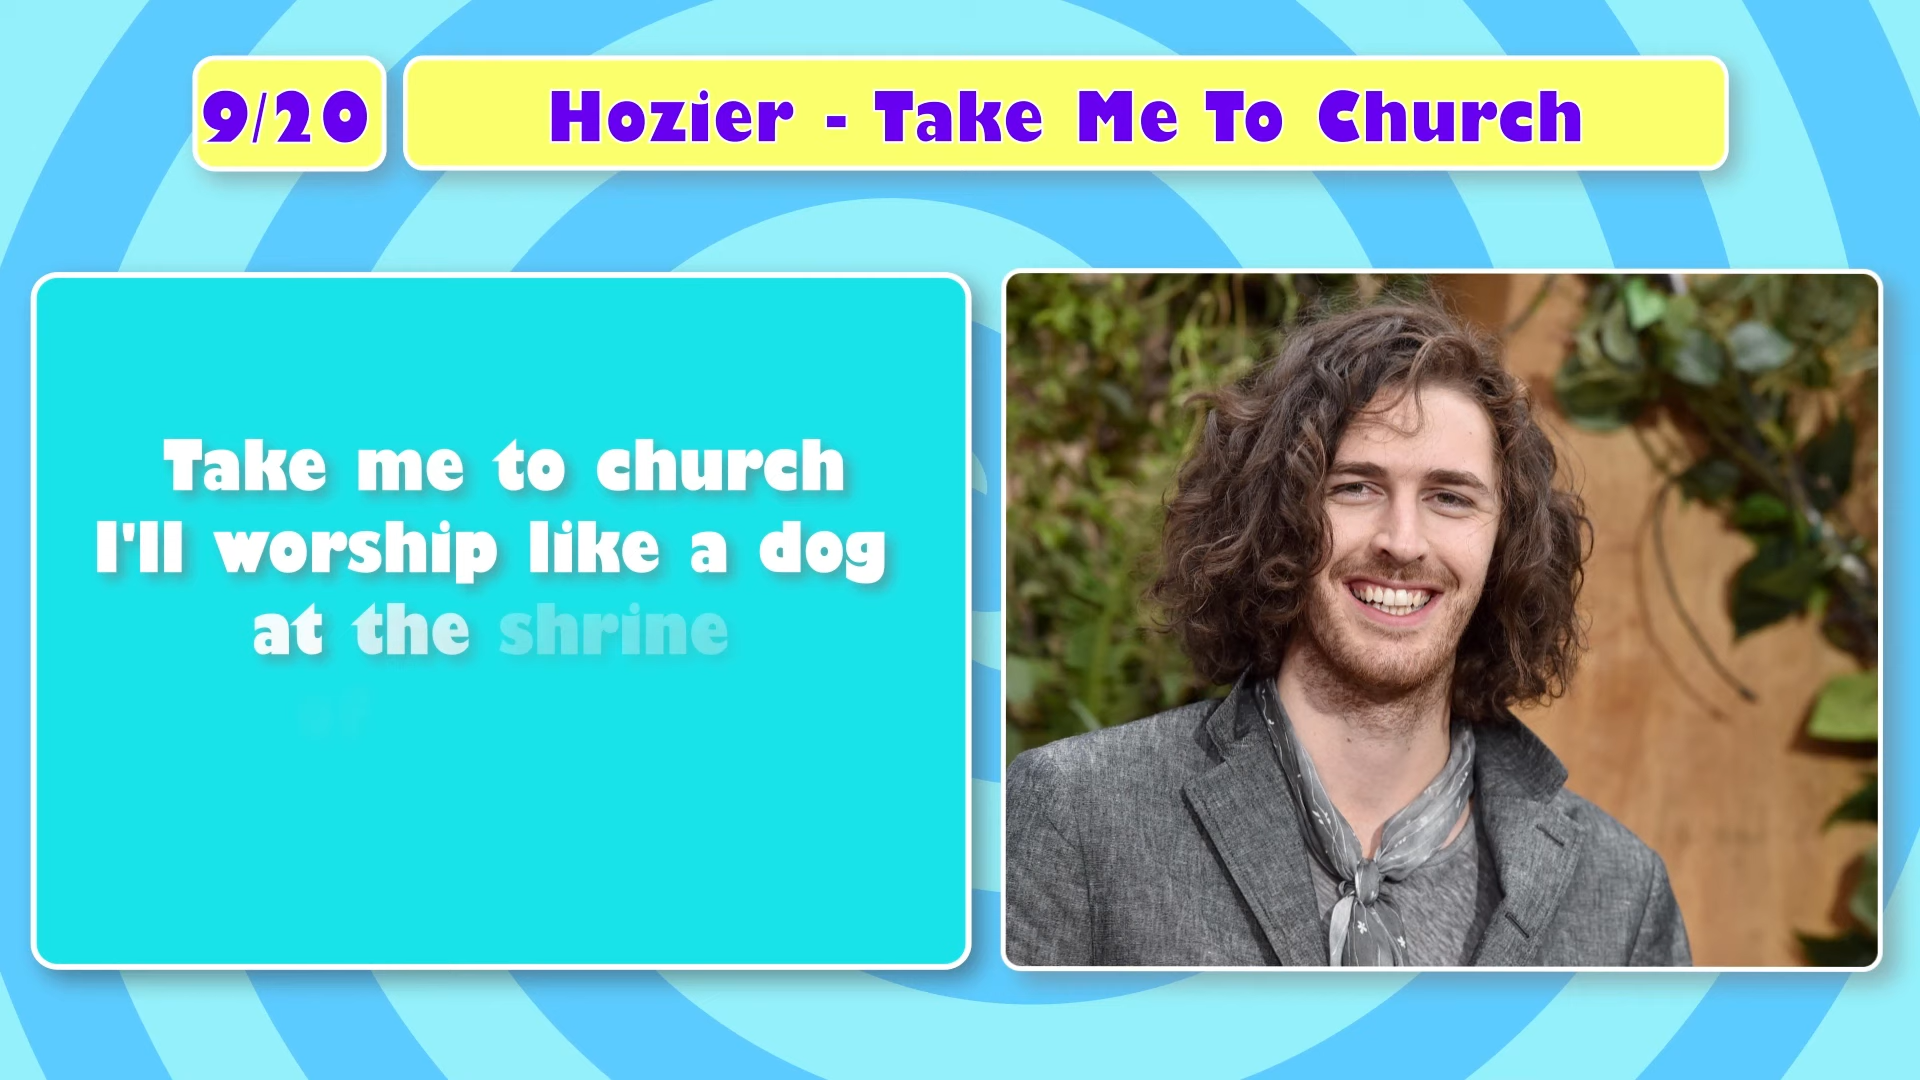 9/20
Hozier - Take Me To Church
Take me to church
I'll worship like a dog
at the shrine